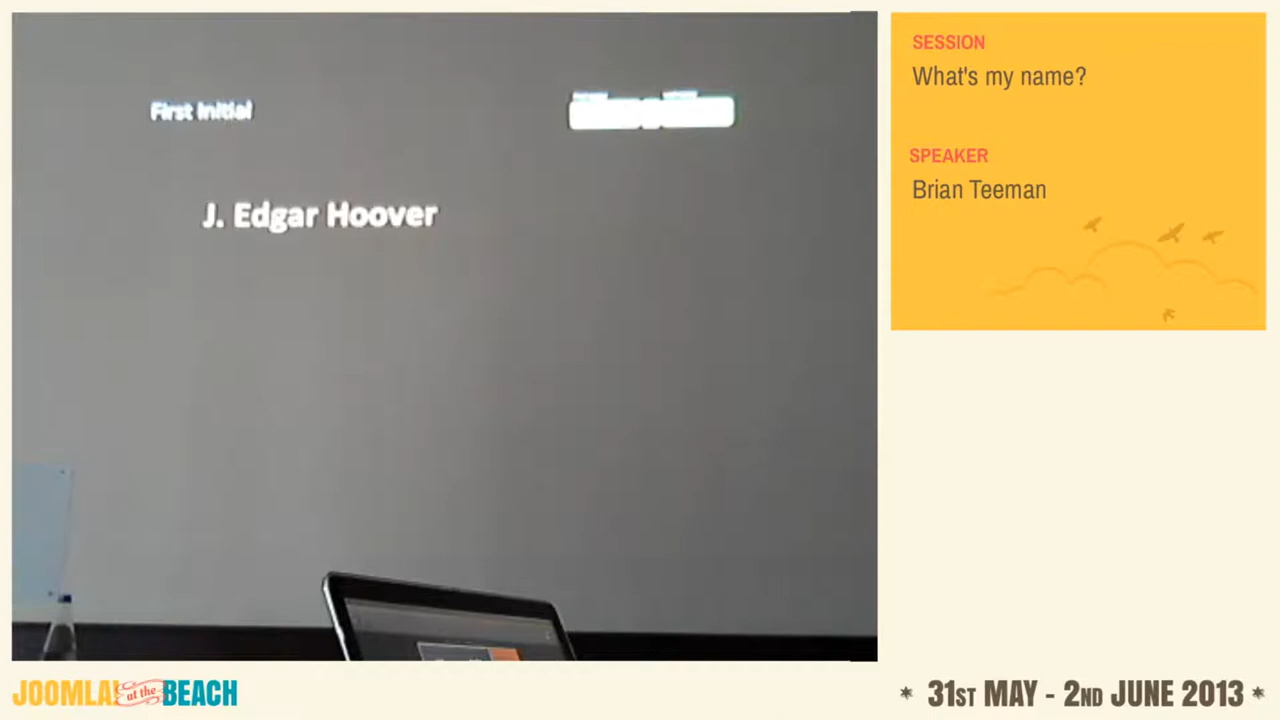 First Initial
J. Edgar Hoover
SESSION
What's my name?
SPEAKER
Brian Teeman
JOOMLA! at the BEACH
* 31ST MAY - 2ND JUNE 2013 *